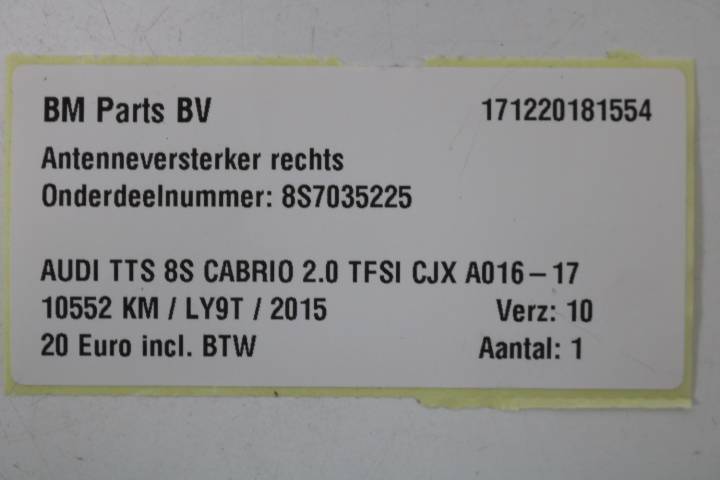 BM Parts BV 171220181554
Antenneversterker rechts
Onderdeelnummer: 8S7035225
AUDI TTS 8S CABRIO 2.0 TFSI CJX A016-17
10552 KM / LY9T / 2015 Verz: 10
20 Euro incl. BTW Aantal: 1